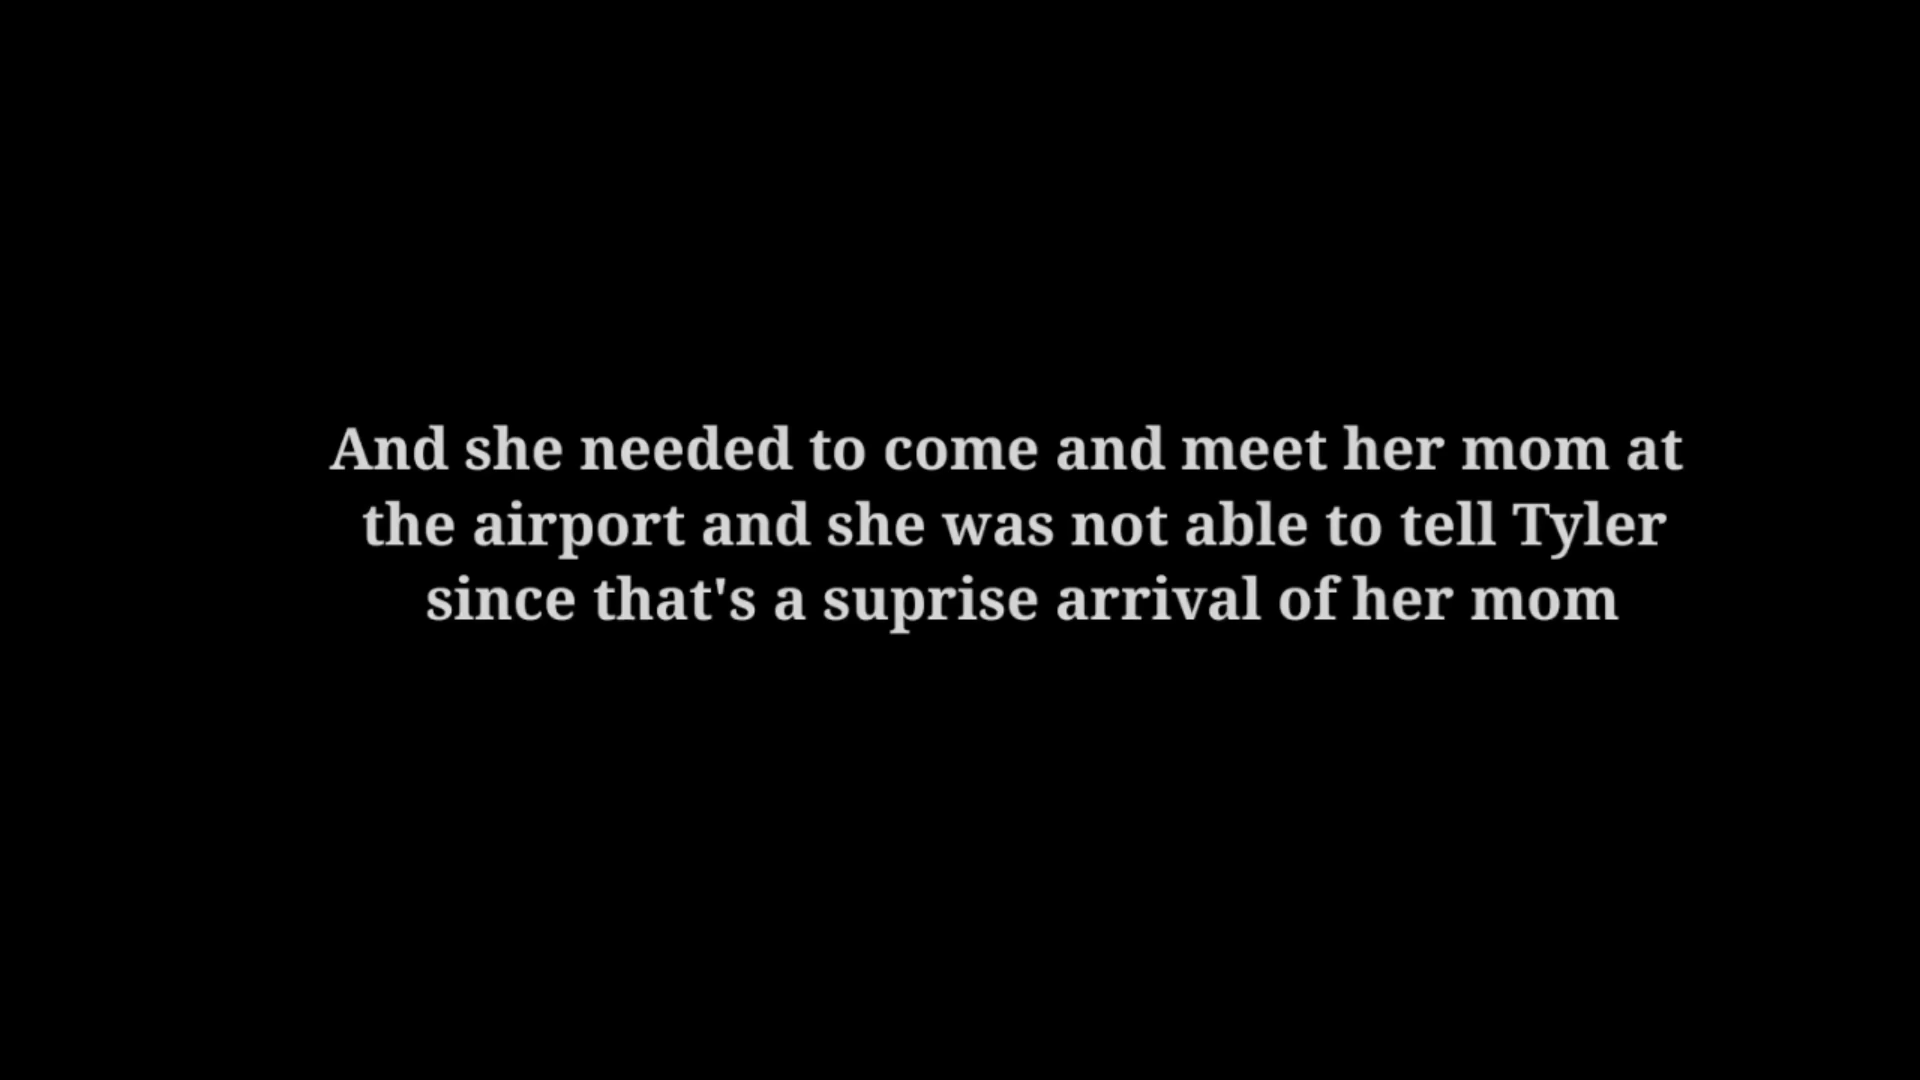 And she needed to come and meet her mom at
the airport and she was not able to tell Tyler
since that's a suprise arrival of her mom